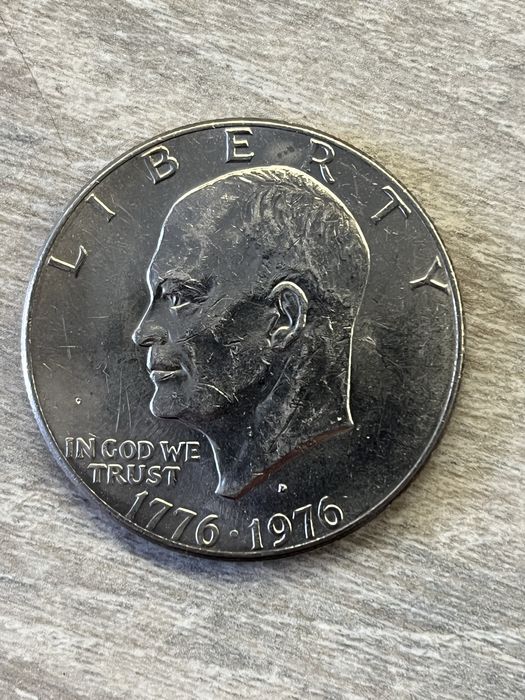 LIBERTY
IN GOD WE
TRUST
D
1776 · 1976